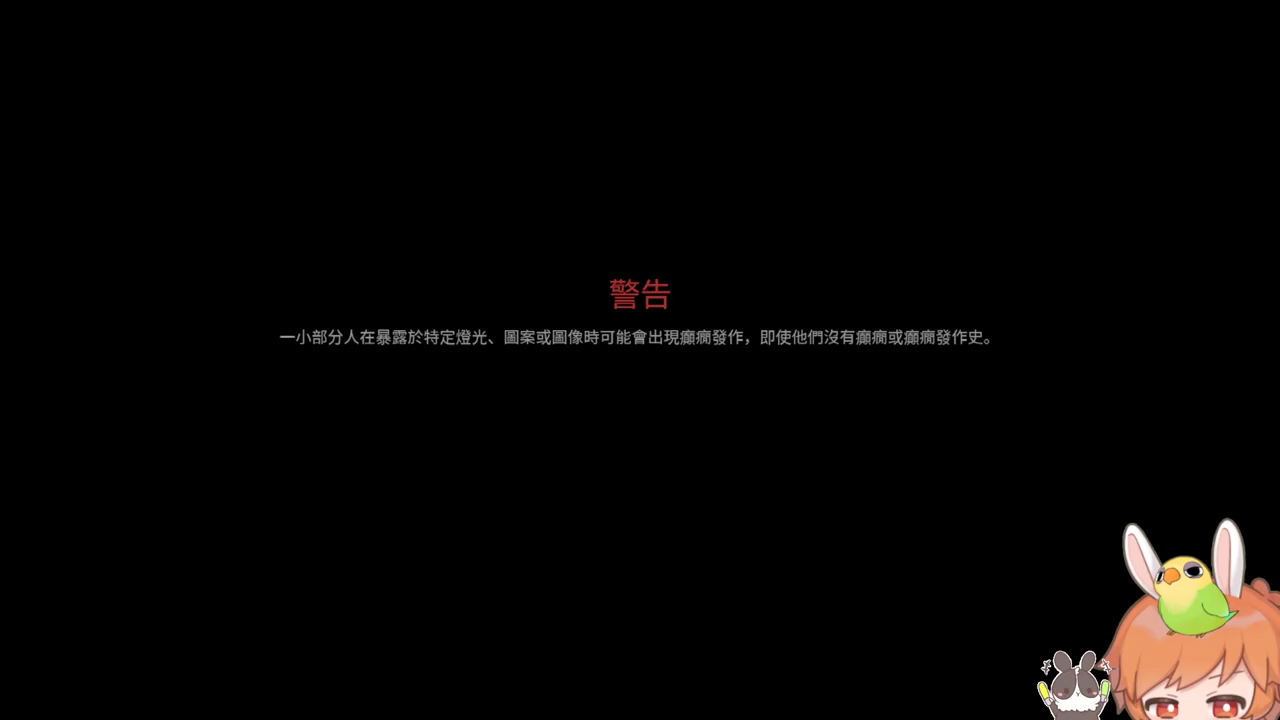 警告
一小部分人在暴露於特定燈光、圖案或圖像時可能會出現癲癇發作，即使他們沒有癲癇或癲癇發作史。